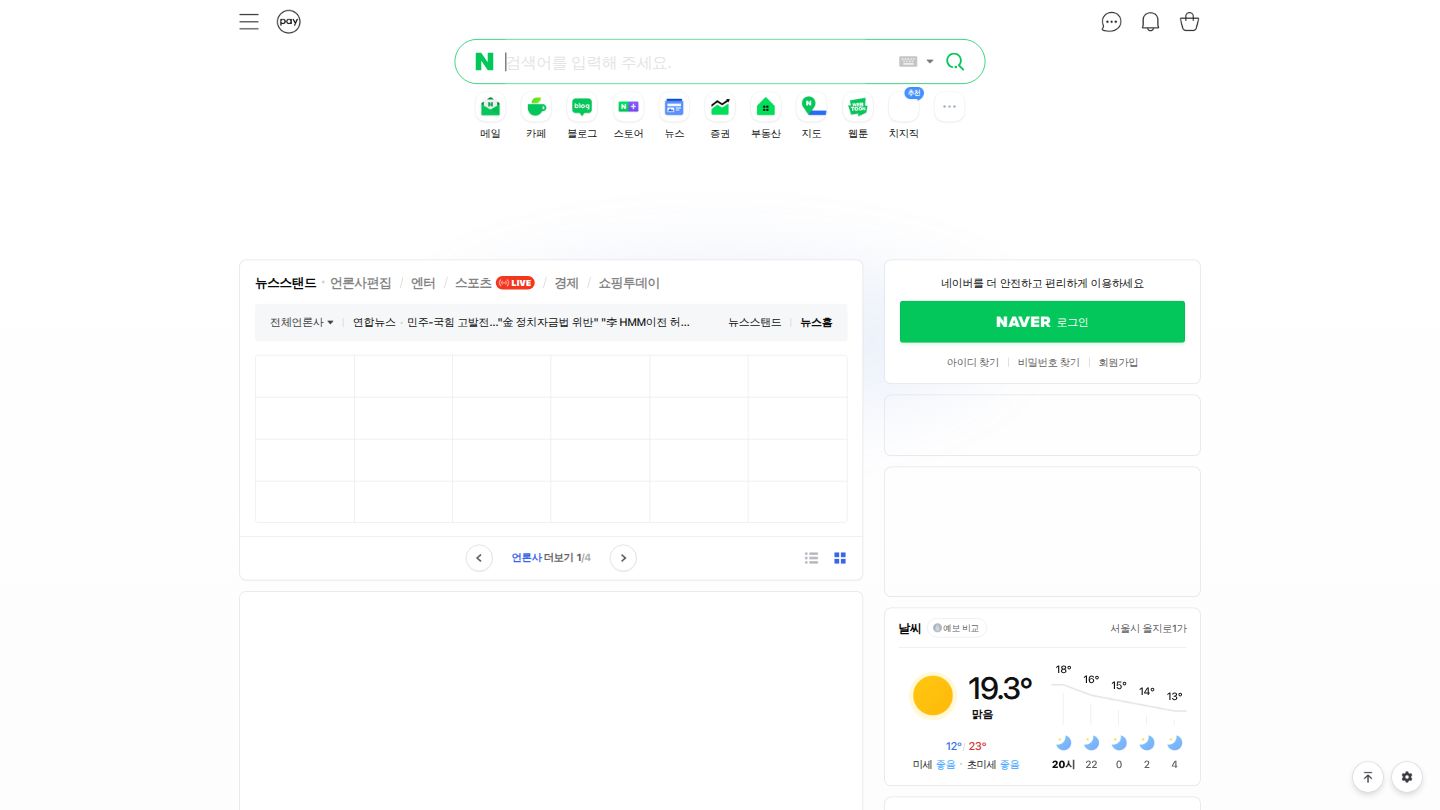 pay
N 검색어를 입력해 주세요.
추천
메일 카페 블로그 스토어 뉴스 증권 부동산 지도 웹툰 치지직
뉴스스탠드 · 언론사편집 / 엔터 / 스포츠 LIVE / 경제 / 쇼핑투데이
전체언론사 연합뉴스 · 민주-국힘 고발전…"金 정치자금법 위반" "李 HMM이전 허… 뉴스스탠드 뉴스홈
언론사 더보기 1/4
네이버를 더 안전하고 편리하게 이용하세요
NAVER 로그인
아이디 찾기 비밀번호 찾기 회원가입
날씨 예보 비교 서울시 을지로1가
19.3°
맑음
12° 23°
미세 좋음 · 초미세 좋음
18° 16° 15° 14° 13°
20시 22 0 2 4